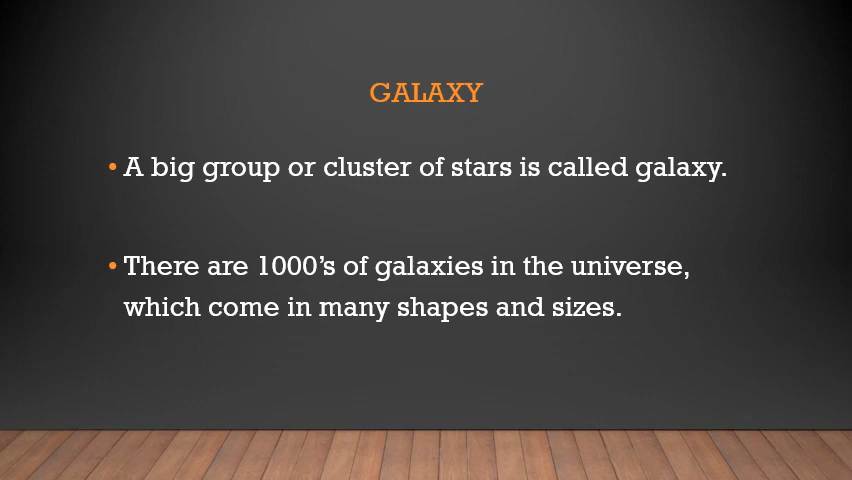 GALAXY
• A big group or cluster of stars is called galaxy.
• There are 1000’s of galaxies in the universe,
which come in many shapes and sizes.